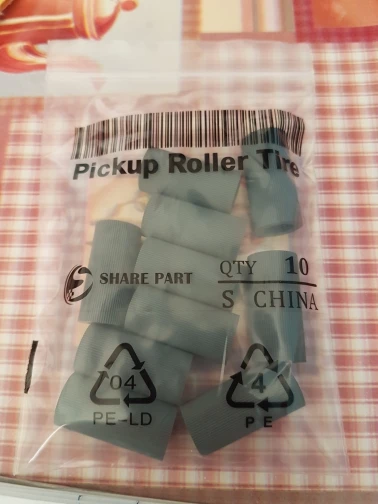 Pickup Roller Tire
SHARE PART
QTY 10
S CHINA
04
PE-LD
4
PE